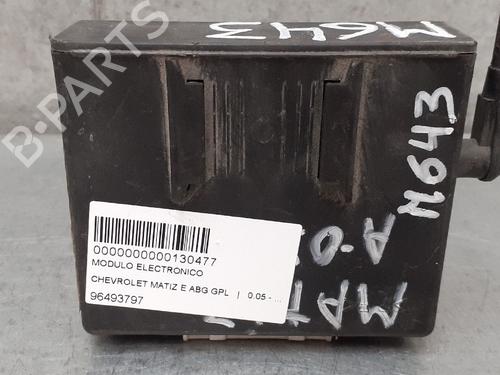 M643
B-PARTS
M643
0000000000130477
MODULO ELECTRONICO
CHEVROLET MATIZ E ABG GPL | 0.05 - ...
96493797